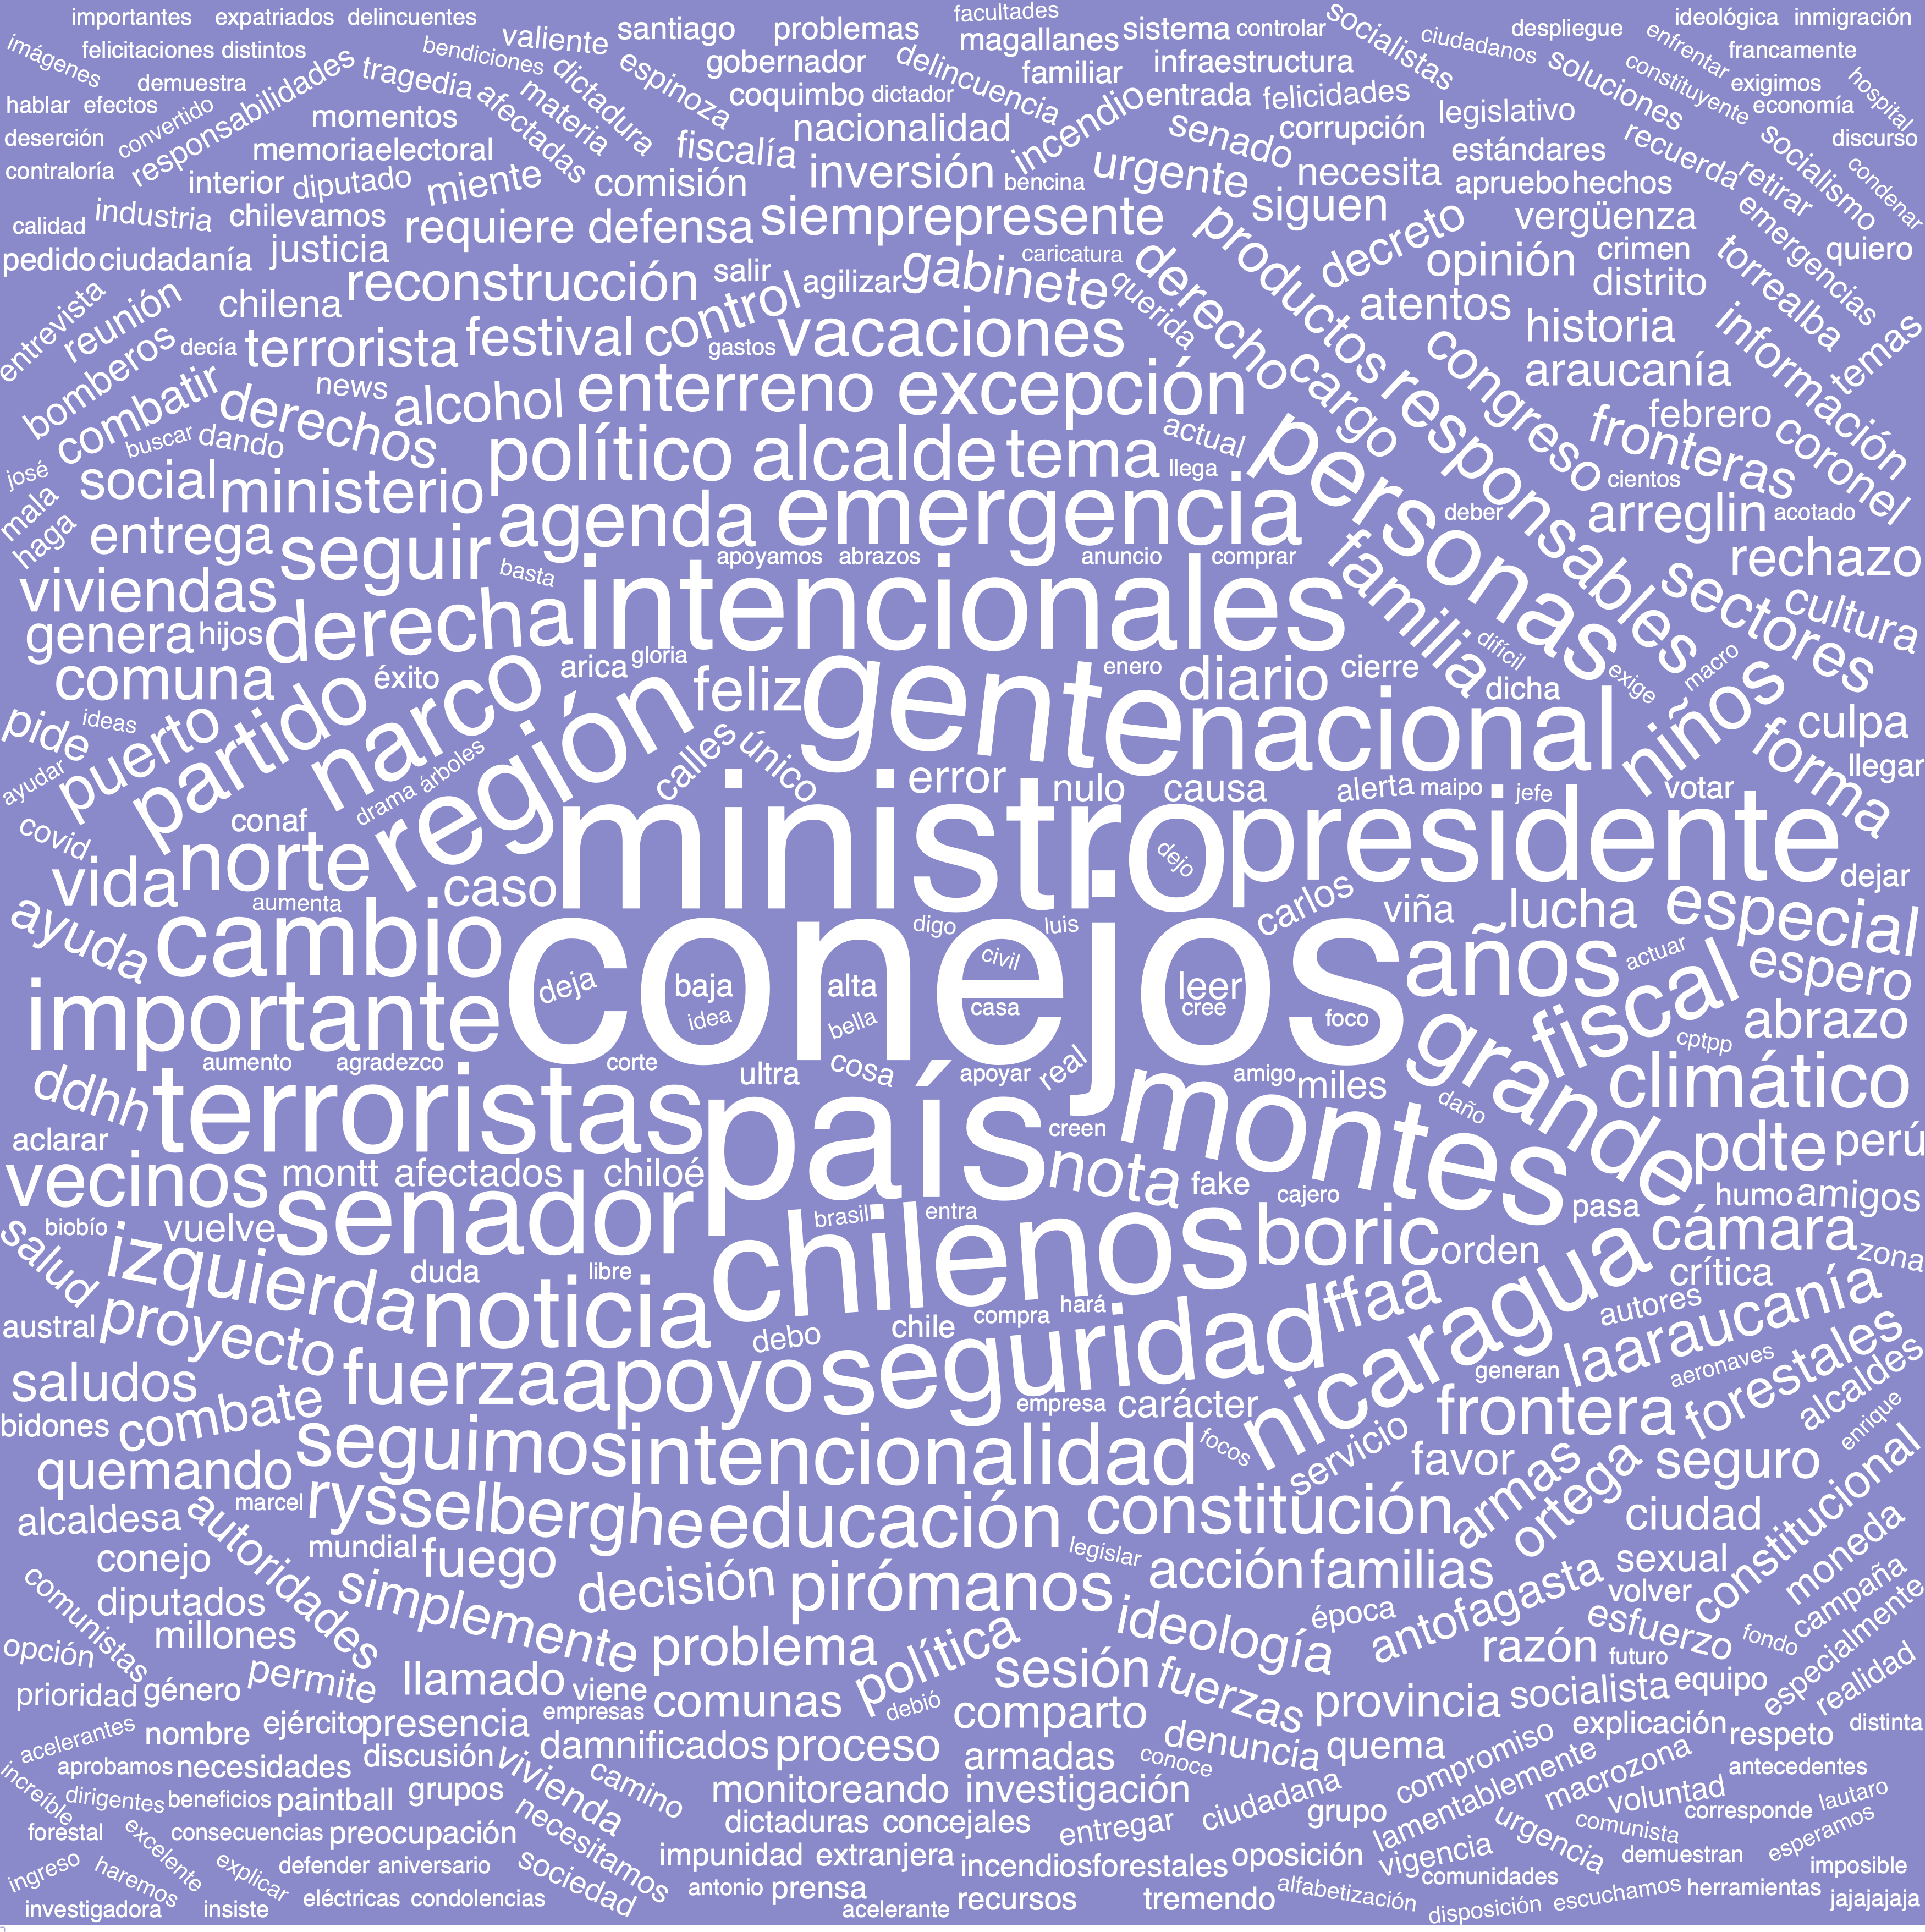 importantes expatriados delincuentes
facultades
ideológica inmigración
imágenes felicitaciones distintos
bendiciones valiente santiago problemas
magallanes sistema controlar
socialistas ciudadanos despliegue enfrentar
francamente
demuestra
responsabilidades tragedia
dictadura espinoza gobernador delincuencia
familiar infraestructura
soluciones constituyente exigimos hospital
hablar efectos convertido
momentos afectadas materia
coquimbo dictador
incendio entrada felicidades
legislativo
economía
deserción
memoriaelectoral
fiscalía nacionalidad
senado corrupción
estándares recuerda socialismo discurso
contraloría
interior diputado miente comisión inversión bencina
urgente necesita
apruebo hechos retirar condenar
calidad industria chilevamos
requiere defensa siemprepresente
siguen
vergüenza
emergencias
pedido ciudadanía justicia
caricatura
productos decreto opinión crimen
torrealba quiero
entrevista reunión chilena reconstrucción salir agilizar gabinete querida derecho
atentos distrito
bomberos decía terrorista festival control gastos vacaciones
congreso historia
información temas
combatir derechos news alcohol enterreno excepción
cargo responsables
araucanía
buscar dando
febrero coronel
josé
social ministerio político alcalde tema actual llega personas
fronteras cientos
mala haga
entrega seguir agenda emergencia
deber
arreglin acotado
basta apoyamos abrazos anuncio comprar
familia
rechazo
viviendas
derecha intencionales
sectores cultura
genera hijos
comuna éxito arica gloria
feliz gente enero diario cierre dicha difícil exige macro
niños
culpa
pide ideas puerto partido narco región
nacional
forma llegar
ayudar
drama árboles
calles único error nulo causa alerta maipo jefe votar
covid conaf
vida norte caso ministro dejo presidente
dejar
aumenta
ayuda cambio
digo luis carlos viña lucha especial
conejos civil
años actuar espero
importante deja baja alta leer
idea bella casa cree foco
grande fiscal cptpp abrazo
aumento agradezco corte ultra cosa apoyar real amigo miles
climático
ddhh terroristas país creen montes daño
aclarar
pdte perú
vecinos montt afectados chiloé
nota fake cajero pasa humo amigos
biobío vuelve senador
brasil entra
chilenos boric orden
cámara zona
salud izquierda duda libre
nicaragua crítica
austral proyecto noticia debo chile compra hará
seguridad ffaa
autores laaraucanía
saludos
fuerza apoyo
empresa carácter
generan aeronaves forestales alcaldes
bidones combate
seguimos intencionalidad focos servicio
frontera
enrique
favor seguro
quemando
marcel
rysselberghe educación constitución
armas ortega
ciudad constitucional
alcaldesa autoridades
conejo mundial fuego
legislar
acción familias sexual
moneda
comunistas diputados simplemente decisión pirómanos
volver campaña
millones
problema política ideología época antofagasta esfuerzo
especialmente
opción
permite llamado viene
sesión fuerzas
razón futuro fondo
realidad
prioridad género
empresas comunas debió comparto
provincia socialista equipo
acelerantes nombre ejército presencia
denuncia quema
explicación respeto distinta
aprobamos necesidades discusión vivienda damnificados proceso
armadas conoce
compromiso
antecedentes
increíble dirigentes beneficios paintball grupos camino
monitoreando investigación
ciudadana
lamentablemente macrozona voluntad
corresponde lautaro
forestal excelente consecuencias preocupación
necesitamos
dictaduras concejales entregar
grupo
vigencia urgencia comunista
esperamos
ingreso haremos explicar defender aniversario sociedad
impunidad extranjera incendiosforestales oposición
comunidades demuestran
imposible
investigadora insiste eléctricas condolencias
antonio prensa acelerante recursos tremendo alfabetización
disposición escuchamos herramientas jajajajaja